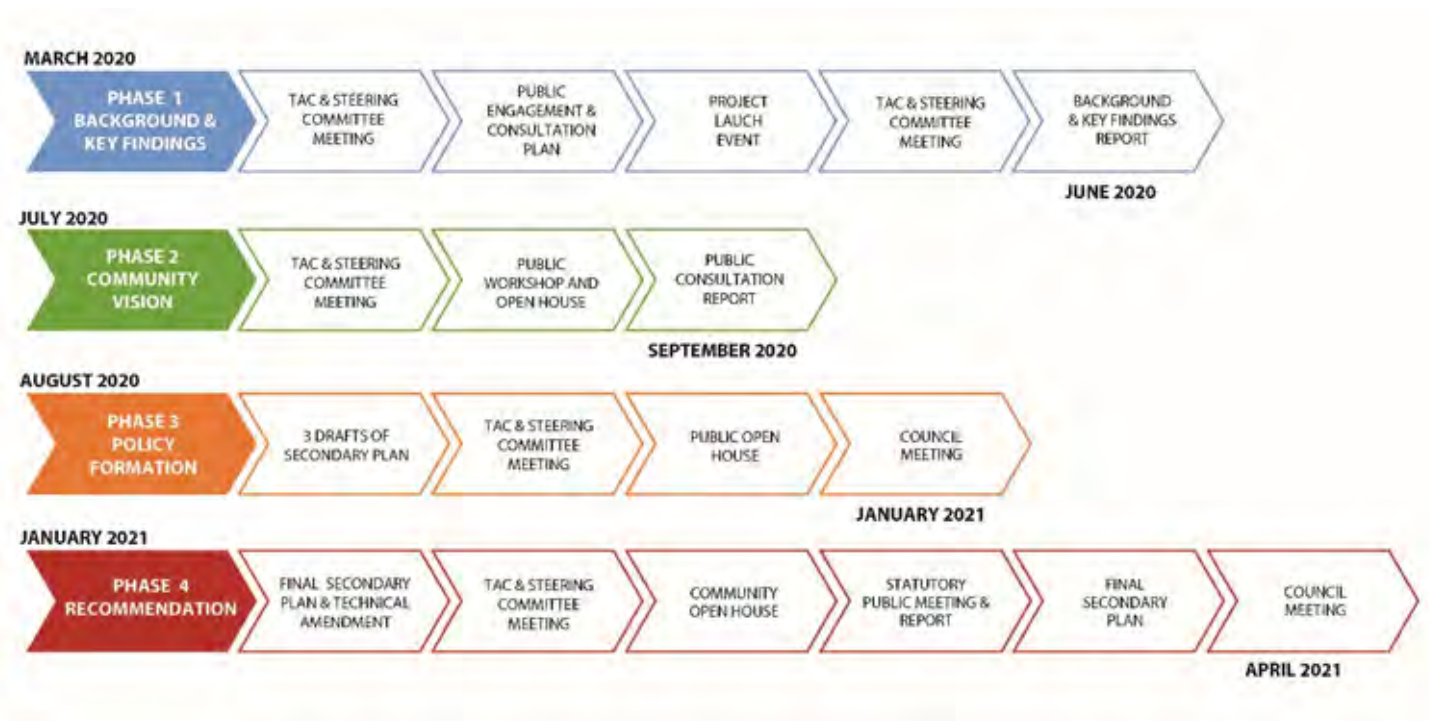 MARCH 2020
PHASE 1
BACKGROUND &
KEY FINDINGS
TAC & STEERING
COMMITTEE
MEETING
PUBLIC
ENGAGEMENT &
CONSULTATION
PLAN
PROJECT
LAUCH
EVENT
TAC & STEERING
COMMITTEE
MEETING
BACKGROUND
& KEY FINDINGS
REPORT
JUNE 2020
JULY 2020
PHASE 2
COMMUNITY
VISION
TAC & STEERING
COMMITTEE
MEETING
PUBLIC
WORKSHOP AND
OPEN HOUSE
PUBLIC
CONSULTATION
REPORT
SEPTEMBER 2020
AUGUST 2020
PHASE 3
POLICY
FORMATION
3 DRAFTS OF
SECONDARY PLAN
TAC & STEERING
COMMITTEE
MEETING
PUBLIC OPEN
HOUSE
COUNCIL
MEETING
JANUARY 2021
JANUARY 2021
PHASE 4
RECOMMENDATION
FINAL SECONDARY
PLAN & TECHNICAL
AMENDMENT
TAC & STEERING
COMMITTEE
MEETING
COMMUNITY
OPEN HOUSE
STATUTORY
PUBLIC MEETING &
REPORT
FINAL
SECONDARY
PLAN
COUNCIL
MEETING
APRIL 2021